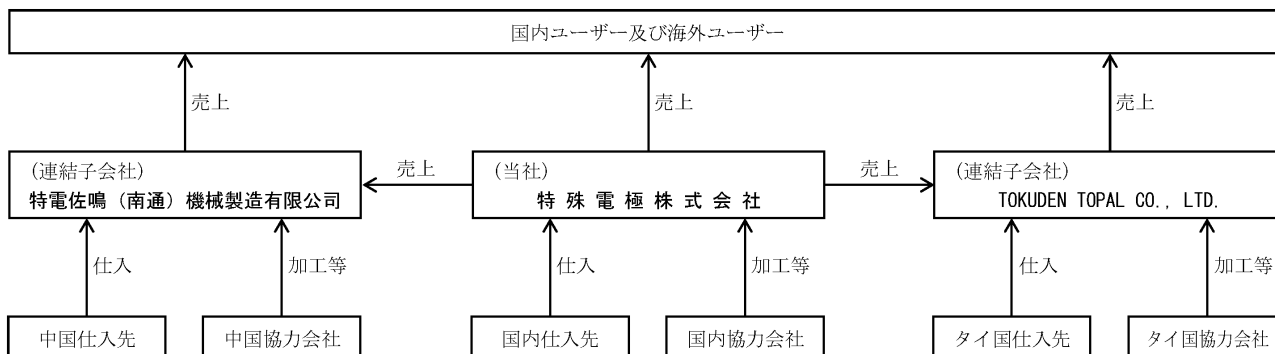 国内ユーザー及び海外ユーザー
売上
売上
売上
(連結子会社)
特電佐鳴（南通）機械製造有限公司
売上
(当社)
特殊電極株式会社
売上
(連結子会社)
TOKUDEN TOPAL CO., LTD.
仕入
加工等
仕入
加工等
仕入
加工等
中国仕入先
中国協力会社
国内仕入先
国内協力会社
タイ国仕入先
タイ国協力会社